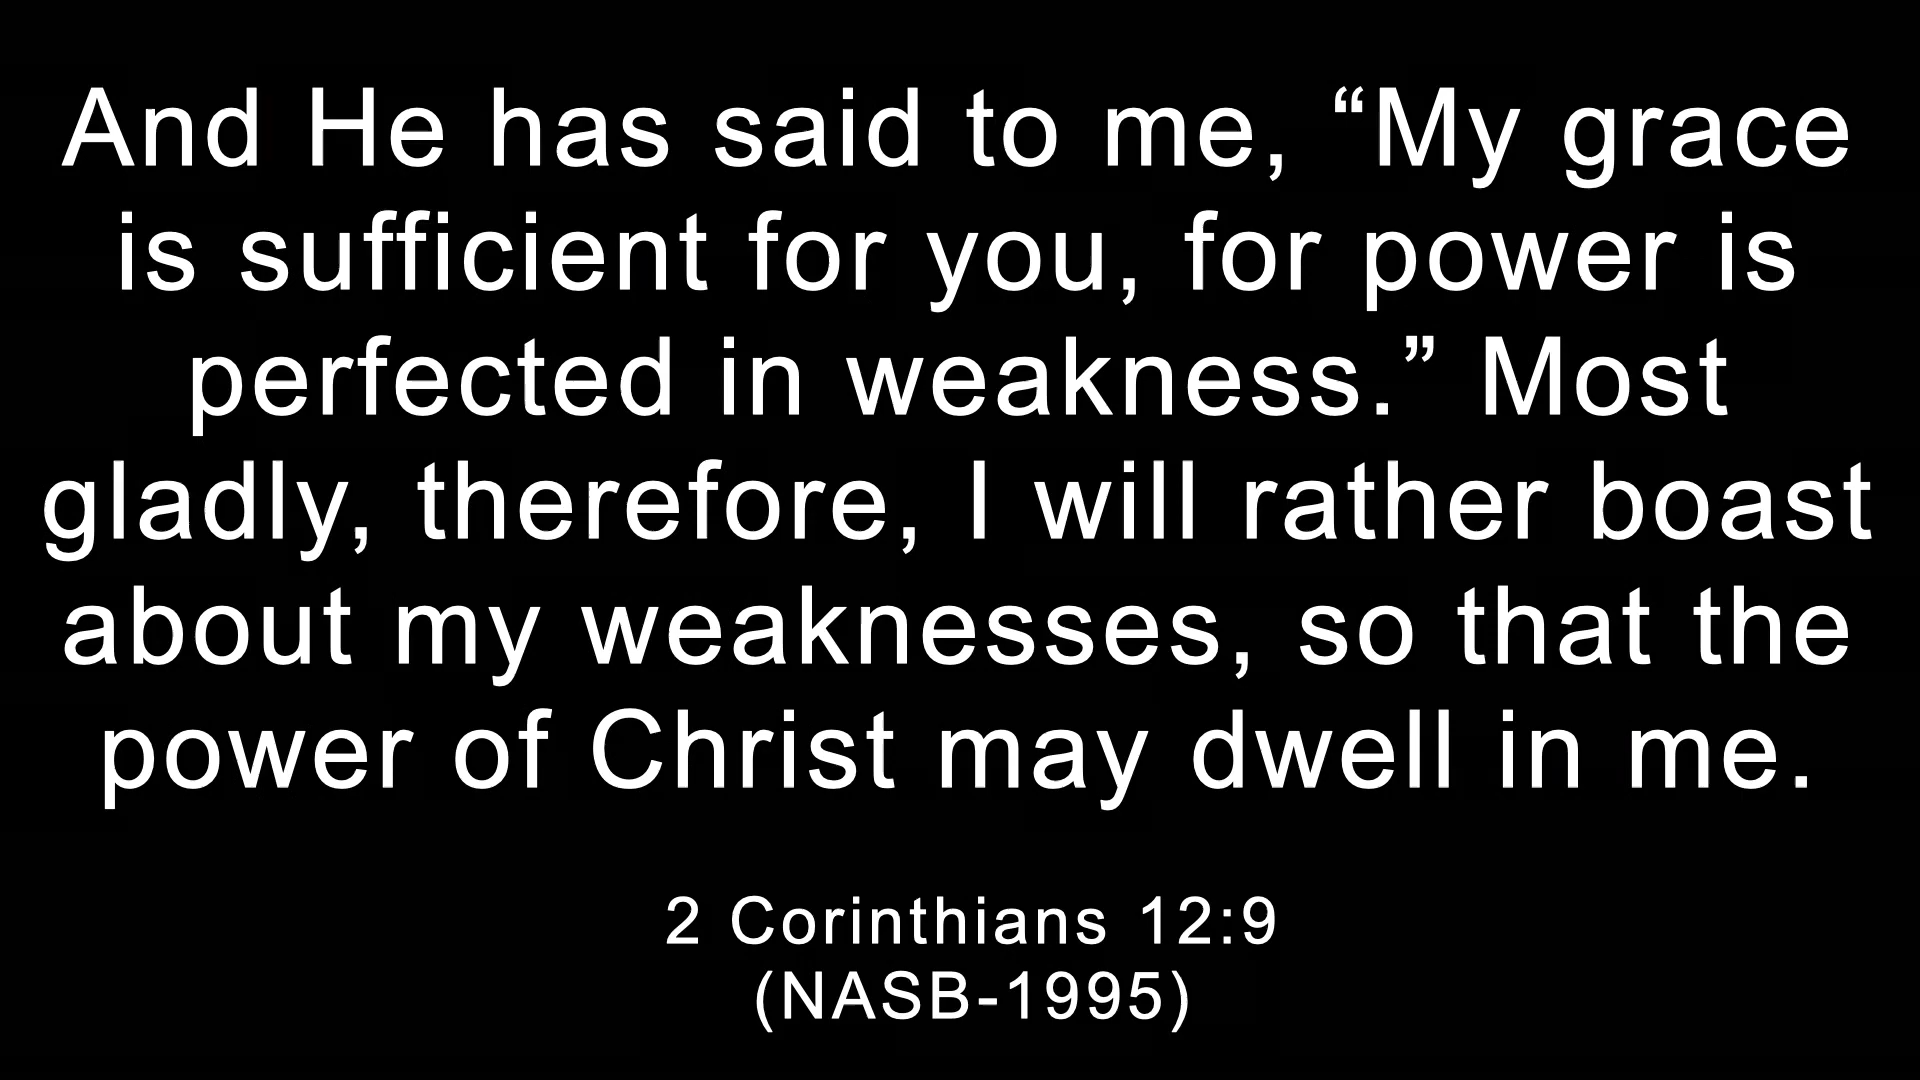 And He has said to me, “My grace
is sufficient for you, for power is
perfected in weakness.” Most
gladly, therefore, I will rather boast
about my weaknesses, so that the
power of Christ may dwell in me.
2 Corinthians 12:9
(NASB-1995)